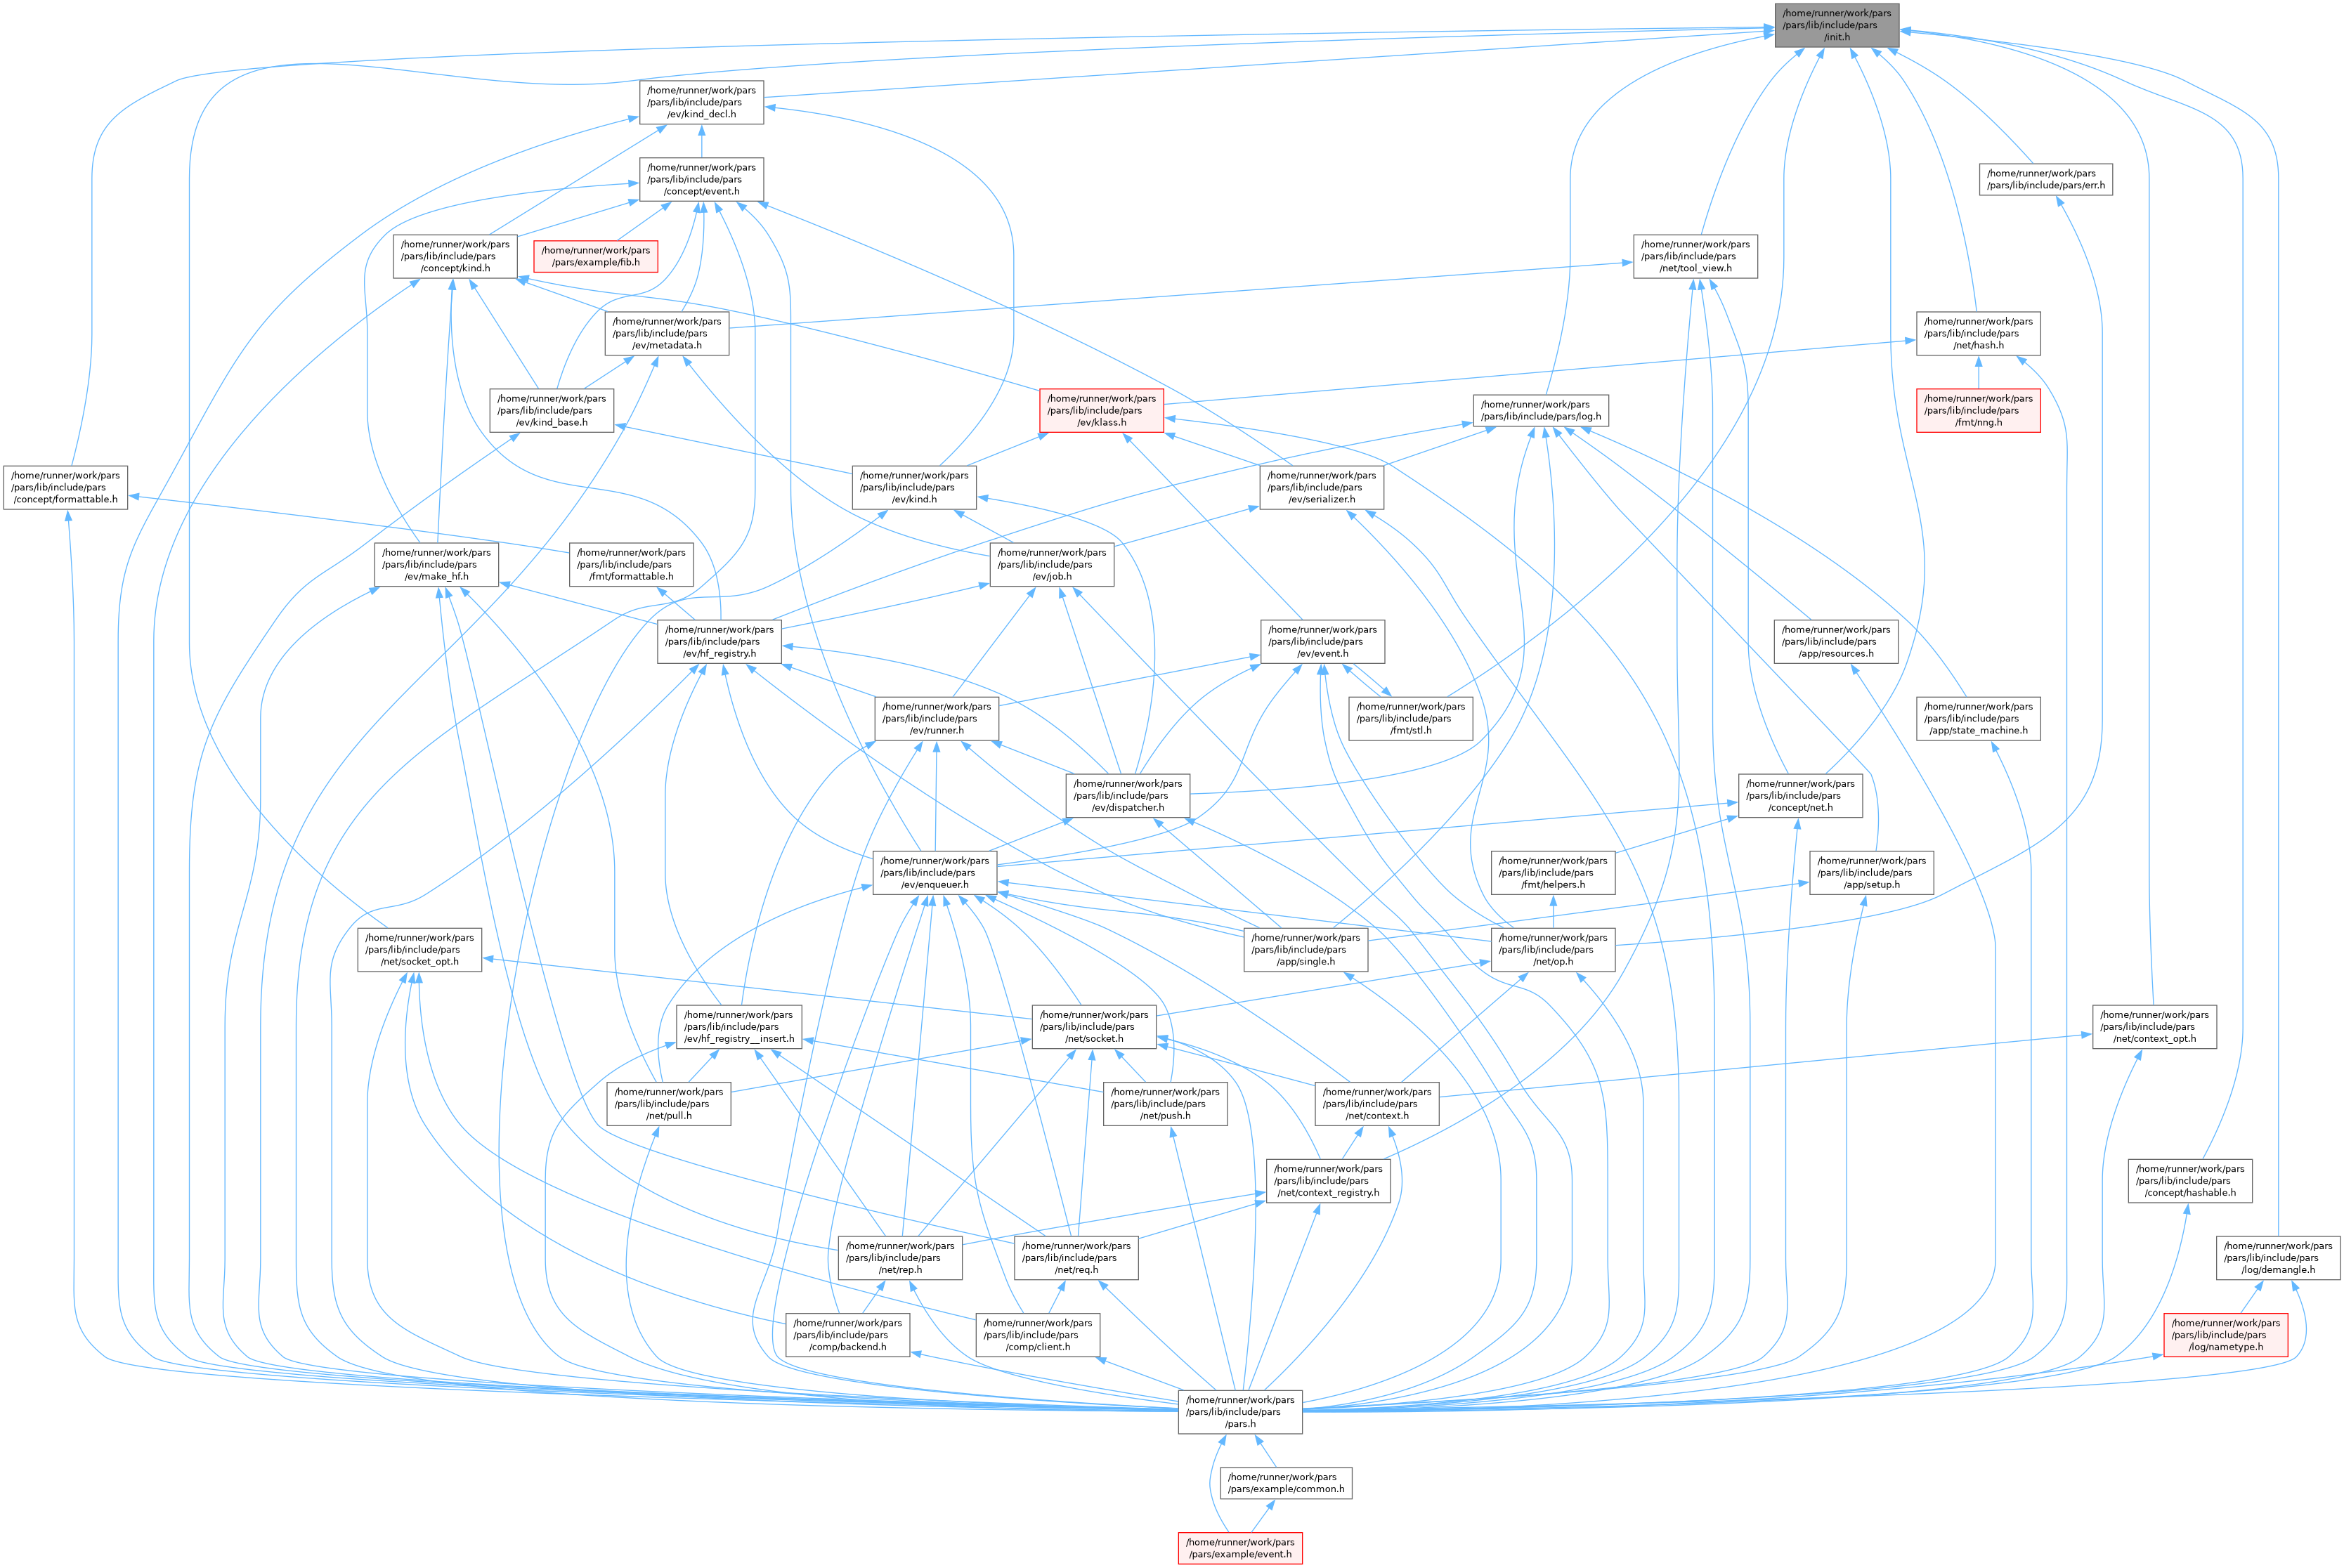 /home/runner/work/pars
/pars/lib/include/pars
/init.h
/home/runner/work/pars
/pars/lib/include/pars
/ev/kind_decl.h
/home/runner/work/pars
/pars/lib/include/pars
/concept/event.h
/home/runner/work/pars
/pars/lib/include/pars/err.h
/home/runner/work/pars
/pars/lib/include/pars
/concept/kind.h
/home/runner/work/pars
/pars/example/fib.h
/home/runner/work/pars
/pars/lib/include/pars
/net/tool_view.h
/home/runner/work/pars
/pars/lib/include/pars
/ev/metadata.h
/home/runner/work/pars
/pars/lib/include/pars
/net/hash.h
/home/runner/work/pars
/pars/lib/include/pars
/ev/kind_base.h
/home/runner/work/pars
/pars/lib/include/pars
/ev/klass.h
/home/runner/work/pars
/pars/lib/include/pars/log.h
/home/runner/work/pars
/pars/lib/include/pars
/fmt/nng.h
/home/runner/work/pars
/pars/lib/include/pars
/concept/formattable.h
/home/runner/work/pars
/pars/lib/include/pars
/ev/kind.h
/home/runner/work/pars
/pars/lib/include/pars
/ev/serializer.h
/home/runner/work/pars
/pars/lib/include/pars
/ev/make_hf.h
/home/runner/work/pars
/pars/lib/include/pars
/fmt/formattable.h
/home/runner/work/pars
/pars/lib/include/pars
/ev/job.h
/home/runner/work/pars
/pars/lib/include/pars
/ev/hf_registry.h
/home/runner/work/pars
/pars/lib/include/pars
/ev/event.h
/home/runner/work/pars
/pars/lib/include/pars
/app/resources.h
/home/runner/work/pars
/pars/lib/include/pars
/ev/runner.h
/home/runner/work/pars
/pars/lib/include/pars
/fmt/stl.h
/home/runner/work/pars
/pars/lib/include/pars
/app/state_machine.h
/home/runner/work/pars
/pars/lib/include/pars
/ev/dispatcher.h
/home/runner/work/pars
/pars/lib/include/pars
/concept/net.h
/home/runner/work/pars
/pars/lib/include/pars
/ev/enqueuer.h
/home/runner/work/pars
/pars/lib/include/pars
/fmt/helpers.h
/home/runner/work/pars
/pars/lib/include/pars
/app/setup.h
/home/runner/work/pars
/pars/lib/include/pars
/net/socket_opt.h
/home/runner/work/pars
/pars/lib/include/pars
/app/single.h
/home/runner/work/pars
/pars/lib/include/pars
/net/op.h
/home/runner/work/pars
/pars/lib/include/pars
/ev/hf_registry__insert.h
/home/runner/work/pars
/pars/lib/include/pars
/net/socket.h
/home/runner/work/pars
/pars/lib/include/pars
/net/context_opt.h
/home/runner/work/pars
/pars/lib/include/pars
/net/pull.h
/home/runner/work/pars
/pars/lib/include/pars
/net/push.h
/home/runner/work/pars
/pars/lib/include/pars
/net/context.h
/home/runner/work/pars
/pars/lib/include/pars
/net/context_registry.h
/home/runner/work/pars
/pars/lib/include/pars
/concept/hashable.h
/home/runner/work/pars
/pars/lib/include/pars
/net/rep.h
/home/runner/work/pars
/pars/lib/include/pars
/net/req.h
/home/runner/work/pars
/pars/lib/include/pars
/log/demangle.h
/home/runner/work/pars
/pars/lib/include/pars
/comp/backend.h
/home/runner/work/pars
/pars/lib/include/pars
/comp/client.h
/home/runner/work/pars
/pars/lib/include/pars
/log/nametype.h
/home/runner/work/pars
/pars/lib/include/pars
/pars.h
/home/runner/work/pars
/pars/example/common.h
/home/runner/work/pars
/pars/example/event.h